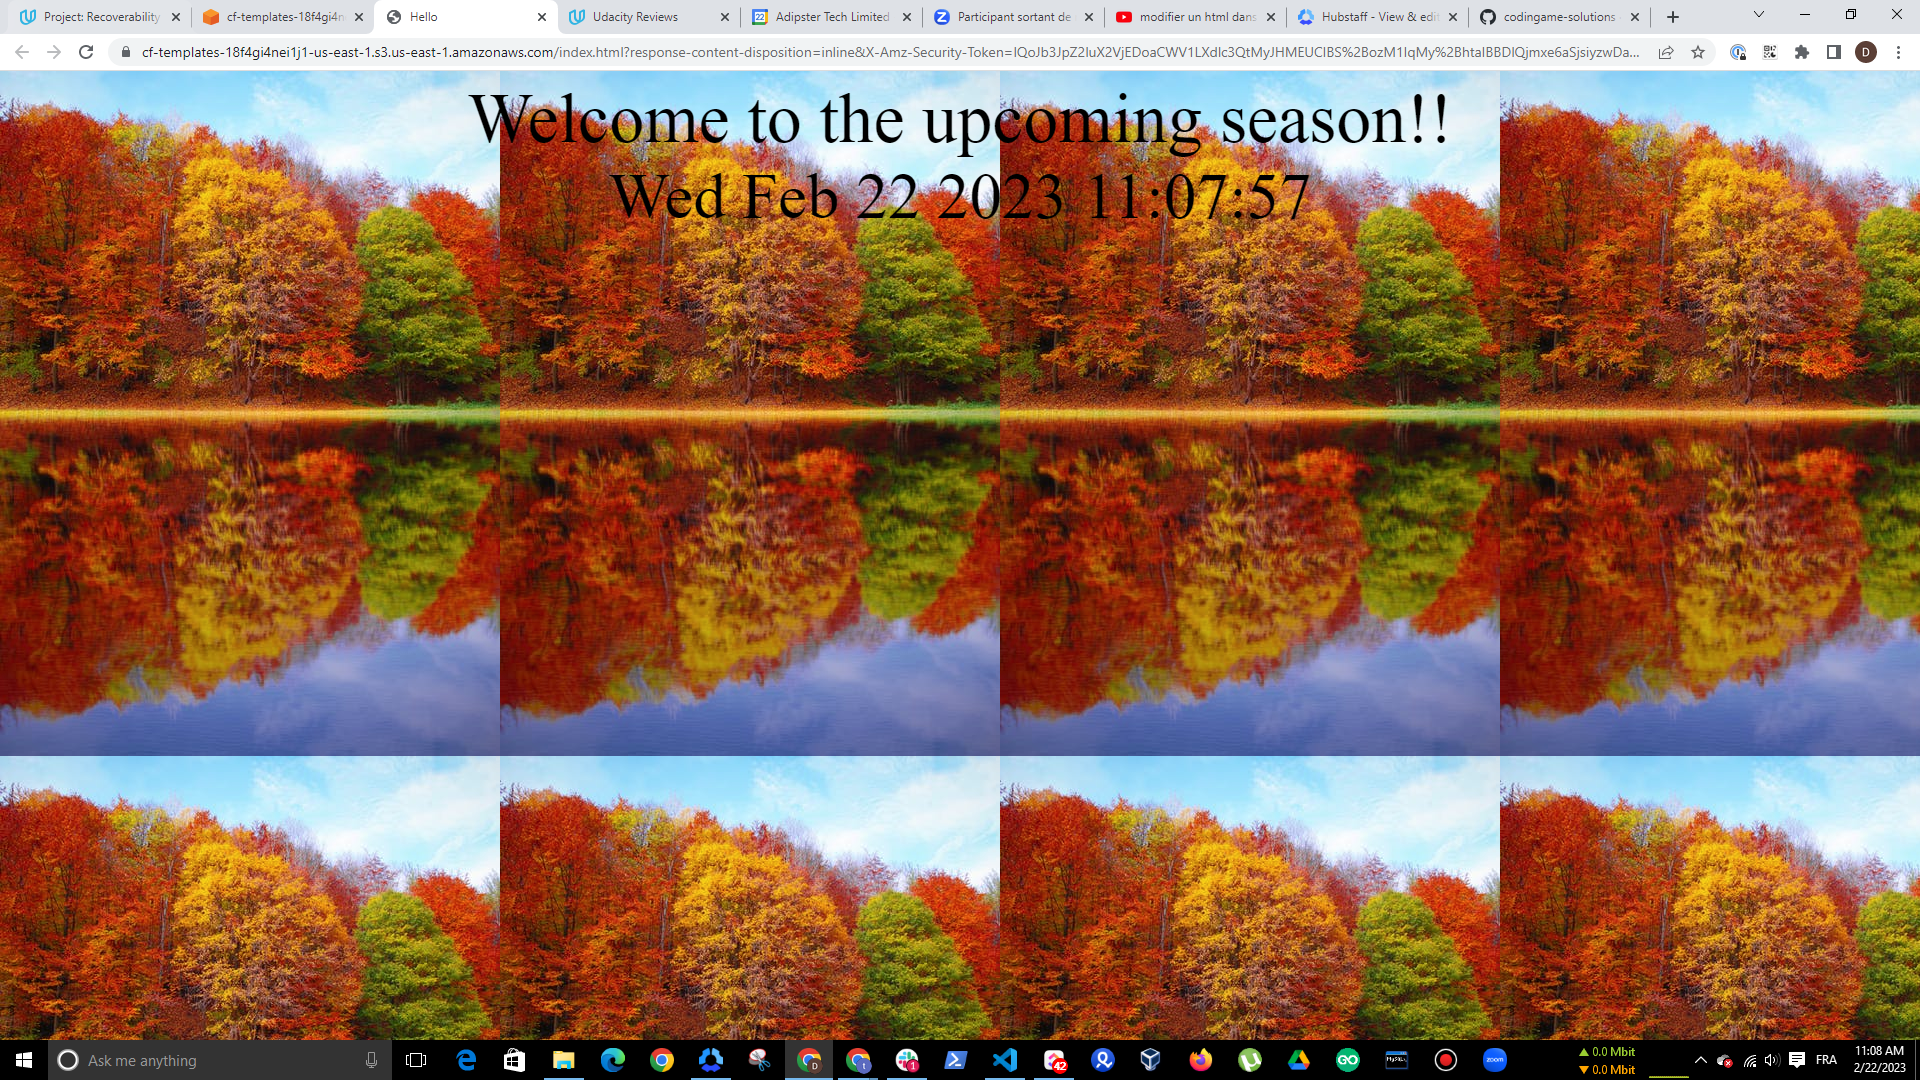 Project: Recoverability
cf-templates-18f4gi4n
Hello
Udacity Reviews
Adipster Tech Limited
Participant sortant de
modifier un html dans
Hubstaff - View & edit
codingame-solutions
cf-templates-18f4gi4nei1j1-us-east-1.s3.us-east-1.amazonaws.com/index.html?response-content-disposition=inline&X-Amz-Security-Token=
Welcome to the upcoming season!!
Wed Feb 22 2023 11:07:57
Ask me anything
0.0 Mbit
0.0 Mbit
FRA
11:08 AM
2/22/2023